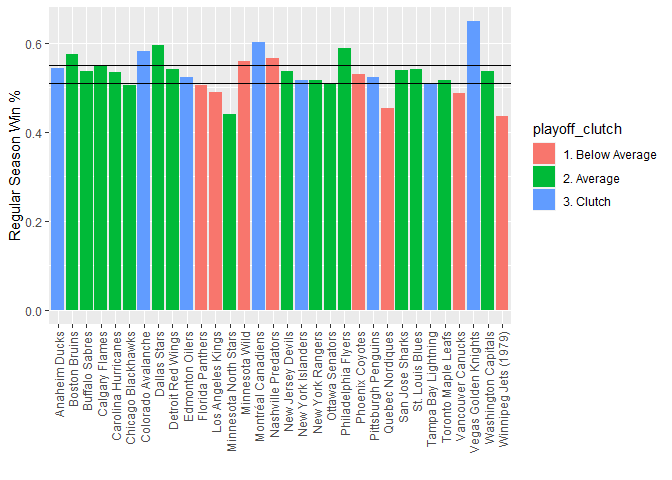 Regular Season Win %
0.6
0.4
0.2
0.0
Anaheim Ducks
Boston Bruins
Buffalo Sabres
Calgary Flames
Carolina Hurricanes
Chicago Blackhawks
Colorado Avalanche
Dallas Stars
Detroit Red Wings
Edmonton Oilers
Florida Panthers
Los Angeles Kings
Minnesota North Stars
Minnesota Wild
Montréal Canadiens
Nashville Predators
New Jersey Devils
New York Islanders
New York Rangers
Ottawa Senators
Philadelphia Flyers
Phoenix Coyotes
Pittsburgh Penguins
Quebec Nordiques
San Jose Sharks
St. Louis Blues
Tampa Bay Lightning
Toronto Maple Leafs
Vancouver Canucks
Vegas Golden Knights
Washington Capitals
Winnipeg Jets (1979)
playoff_clutch
1. Below Average
2. Average
3. Clutch